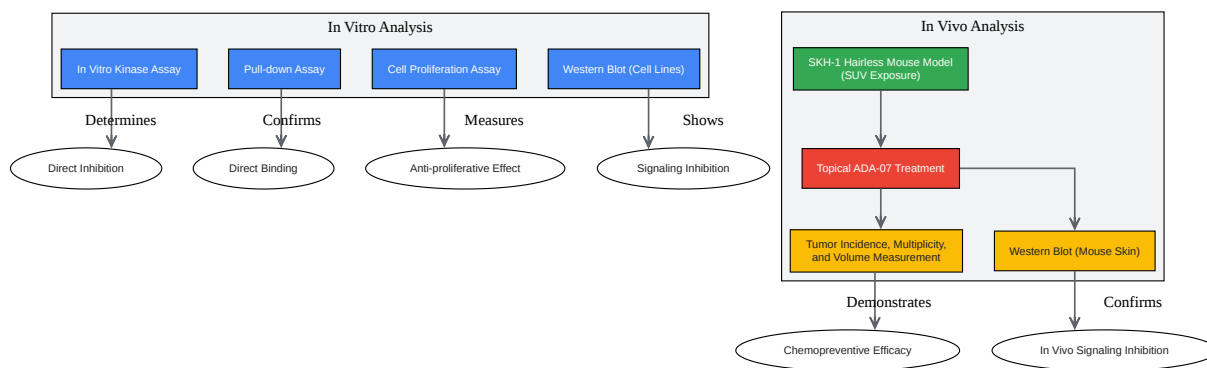 In Vitro Analysis
In Vitro Kinase Assay
Pull-down Assay
Cell Proliferation Assay
Western Blot (Cell Lines)
Determines
Confirms
Measures
Shows
Direct Inhibition
Direct Binding
Anti-proliferative Effect
Signaling Inhibition
In Vivo Analysis
SKH-1 Hairless Mouse Model
(SUV Exposure)
Topical ADA-07 Treatment
Tumor Incidence, Multiplicity,
and Volume Measurement
Western Blot (Mouse Skin)
Demonstrates
Confirms
Chemopreventive Efficacy
In Vivo Signaling Inhibition